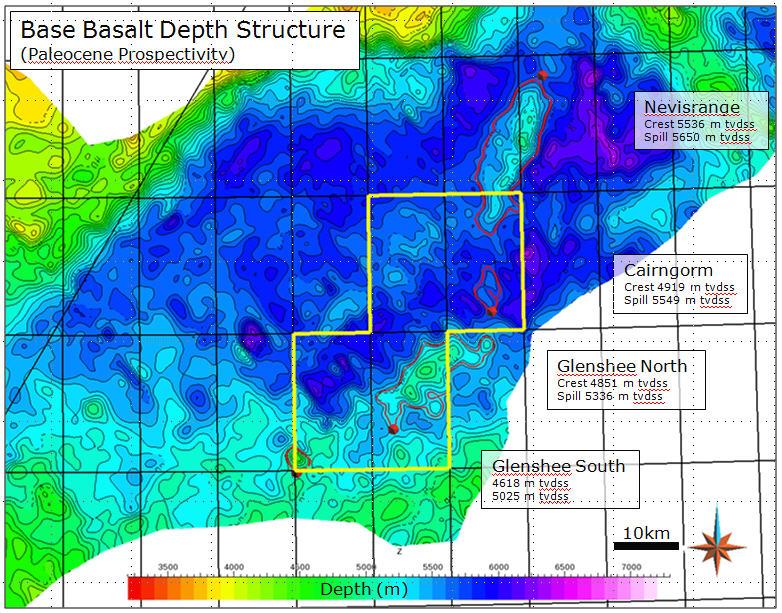 Base Basalt Depth Structure
(Paleocene Prospectivity)
Nevisrange
Crest 5536 m tvdss
Spill 5650 m tvdss
Cairngorm
Crest 4919 m tvdss
Spill 5549 m tvdss
Glenshee North
Crest 4851 m tvdss
Spill 5336 m tvdss
Glenshee South
4618 m tvdss
5025 m tvdss
10km
z
3500 4000 4500 5000 5500 6000 6500 7000
Depth (m)